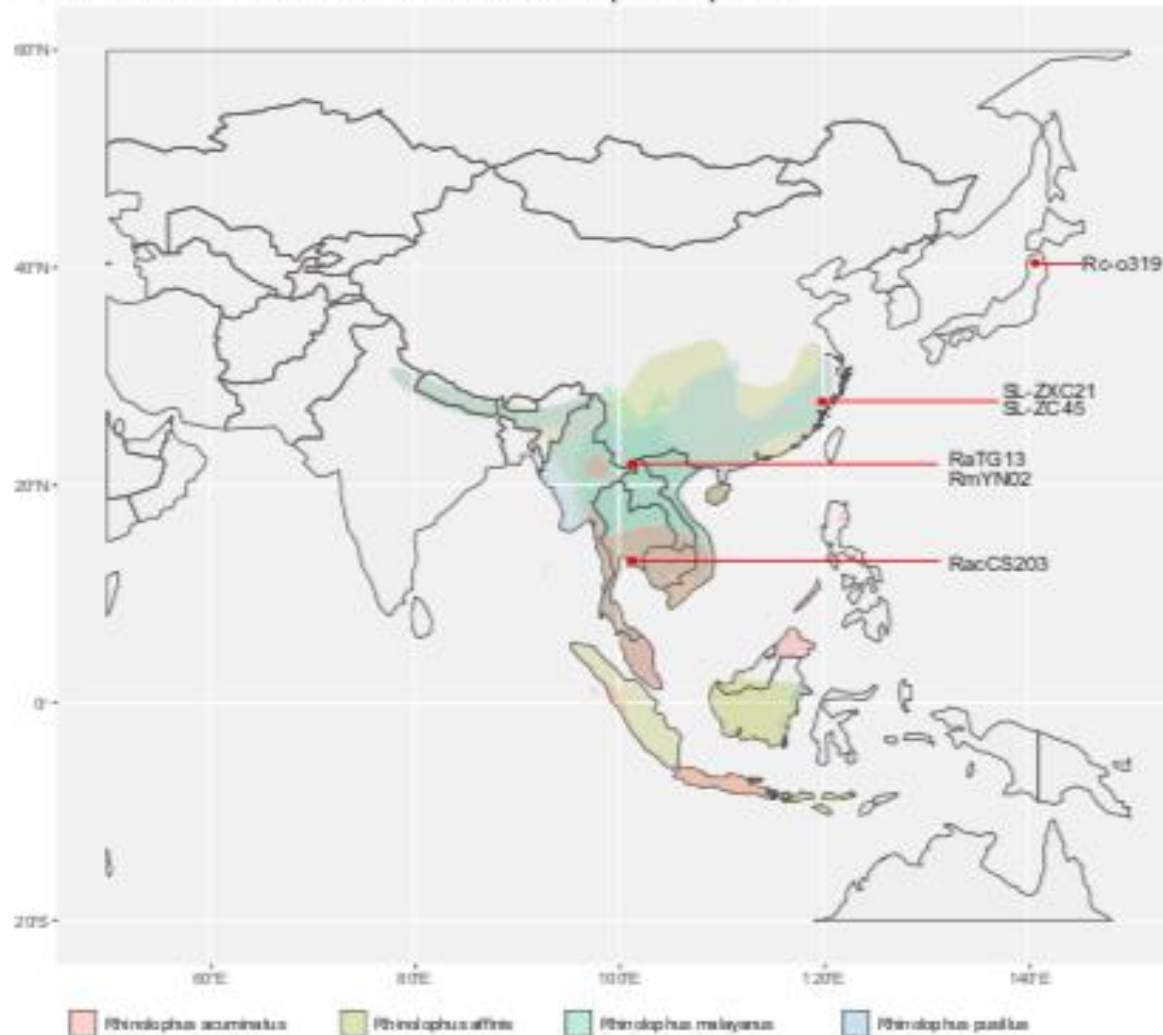 60°N
40°N
20°N
0°
20°S
Rc-o319
SL-ZXC21
SL-ZC45
RaTG13
RmYN02
RacCS203
60°E
80°E
100°E
120°E
140°E
Rhinolophus acuminatus
Rhinolophus affinis
Rhinolophus malayanus
Rhinolophus pusillus